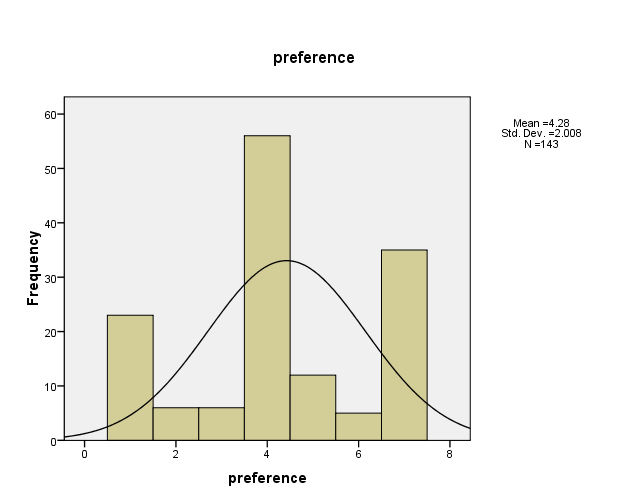 preference
Mean =4.28
Std. Dev. =2.008
N =143
60
50
40
30
20
10
0
Frequency
0 2 4 6 8
preference